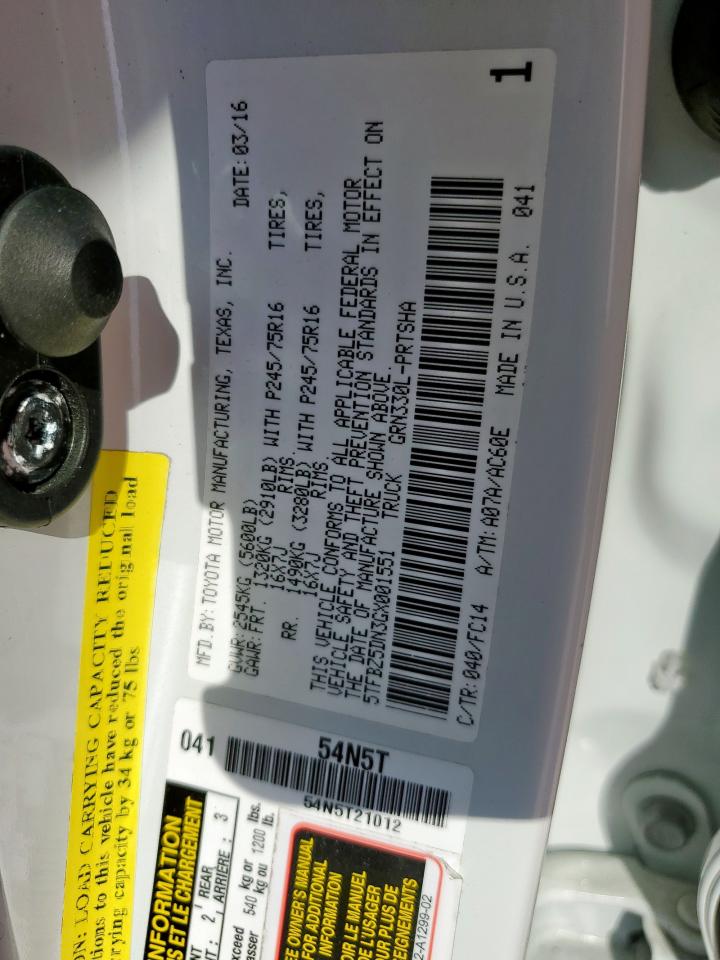 MFD. BY: TOYOTA MOTOR MANUFACTURING, TEXAS, INC. DATE: 03/16
GVWR: 2545KG (5600LB)
GAWR: FRT. 1320KG (2910LB) WITH P245/75R16 TIRES,
16X7J RIMS
RR. 1490KG (3280LB) WITH P245/75R16 TIRES,
16X7J RIMS
THIS VEHICLE CONFORMS TO ALL APPLICABLE FEDERAL MOTOR
VEHICLE SAFETY AND THEFT PREVENTION STANDARDS IN EFFECT ON
THE DATE OF MANUFACTURE SHOWN ABOVE.
5TFBZ5DN3GX001551 TRUCK GRN330L-PRTSHA
C/TR: 040/FC14 A/TM: A07A/AC60E MADE IN U.S.A. 041
1
041 54N5T
54N5T21012
ON: LOAD CARRYING CAPACITY REDUCED
tions to this vehicle have reduced the original load
rrying capacity by 34 kg or 75 lbs
INFORMATION
S ET LE CHARGEMENT
NT 2 REAR 3
T : ARRIÈRE :
exceed 540 kg or 1200 lbs.
asser kg ou lb.
EE OWNER'S MANUAL
FOR ADDITIONAL
INFORMATION
OIR LE MANUEL
DE L'USAGER
R PLUS DE
SEIGNEMENTS
2-A1299-02